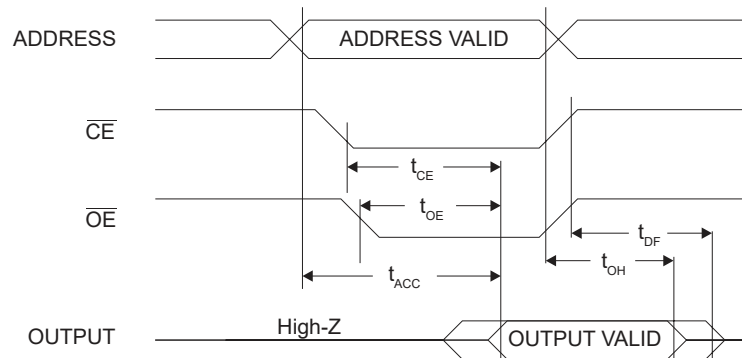 ADDRESS
ADDRESS VALID
CE
tCE
OE
tOE
tDF
tOH
tACC
OUTPUT
High-Z
OUTPUT VALID